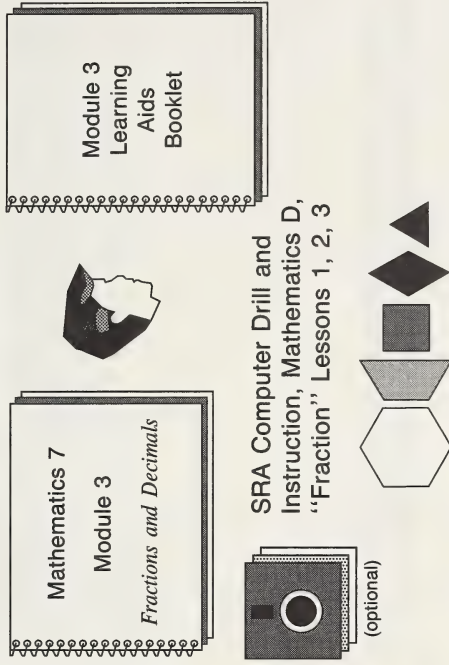 Mathematics 7
Module 3
Fractions and Decimals
Module 3
Learning
Aids
Booklet
(optional)
SRA Computer Drill and
Instruction, Mathematics D,
“Fraction” Lessons 1, 2, 3